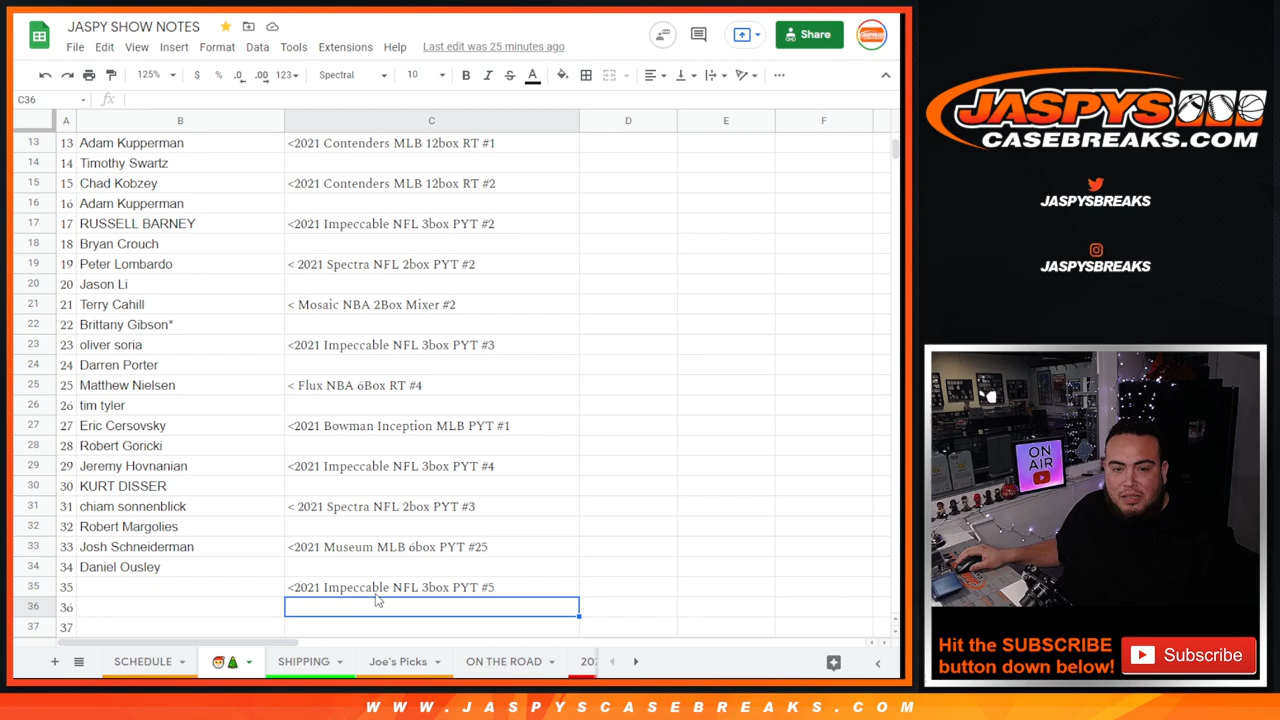 JASPY SHOW NOTES
File Edit View Insert Format Data Tools Extensions Help Last edit was 25 minutes ago
Share
125% $ % .0 .00 123 Spectral 10 B I S A
C36 fx
A B C D E F
13 13 Adam Kupperman <2021 Contenders MLB 12box RT #1
14 14 Timothy Swartz
15 15 Chad Kobzey <2021 Contenders MLB 12box RT #2
16 16 Adam Kupperman
17 17 RUSSELL BARNEY <2021 Impeccable NFL 3box PYT #2
18 18 Bryan Crouch
19 19 Peter Lombardo < 2021 Spectra NFL 2box PYT #2
20 20 Jason Li
21 21 Terry Cahill < Mosaic NBA 2Box Mixer #2
22 22 Brittany Gibson*
23 23 oliver soria <2021 Impeccable NFL 3box PYT #3
24 24 Darren Porter
25 25 Matthew Nielsen < Flux NBA 6Box RT #4
26 26 tim tyler
27 27 Eric Cersovsky <2021 Bowman Inception MLB PYT #1
28 28 Robert Goricki
29 29 Jeremy Hovnanian <2021 Impeccable NFL 3box PYT #4
30 30 KURT DISSER
31 31 chiam sonnenblick < 2021 Spectra NFL 2box PYT #3
32 32 Robert Margolies
33 33 Josh Schneiderman <2021 Museum MLB 6box PYT #25
34 34 Daniel Ousley
35 35 <2021 Impeccable NFL 3box PYT #5
36 36
37 37
SCHEDULE SHIPPING Joe's Picks ON THE ROAD 20
JASPYS
CASEBREAKS.COM
JASPYSBREAKS
JASPYSBREAKS
ON
AIR
Hit the SUBSCRIBE
button down below!
Subscribe
WWW.JASPYSCASEBREAKS.COM